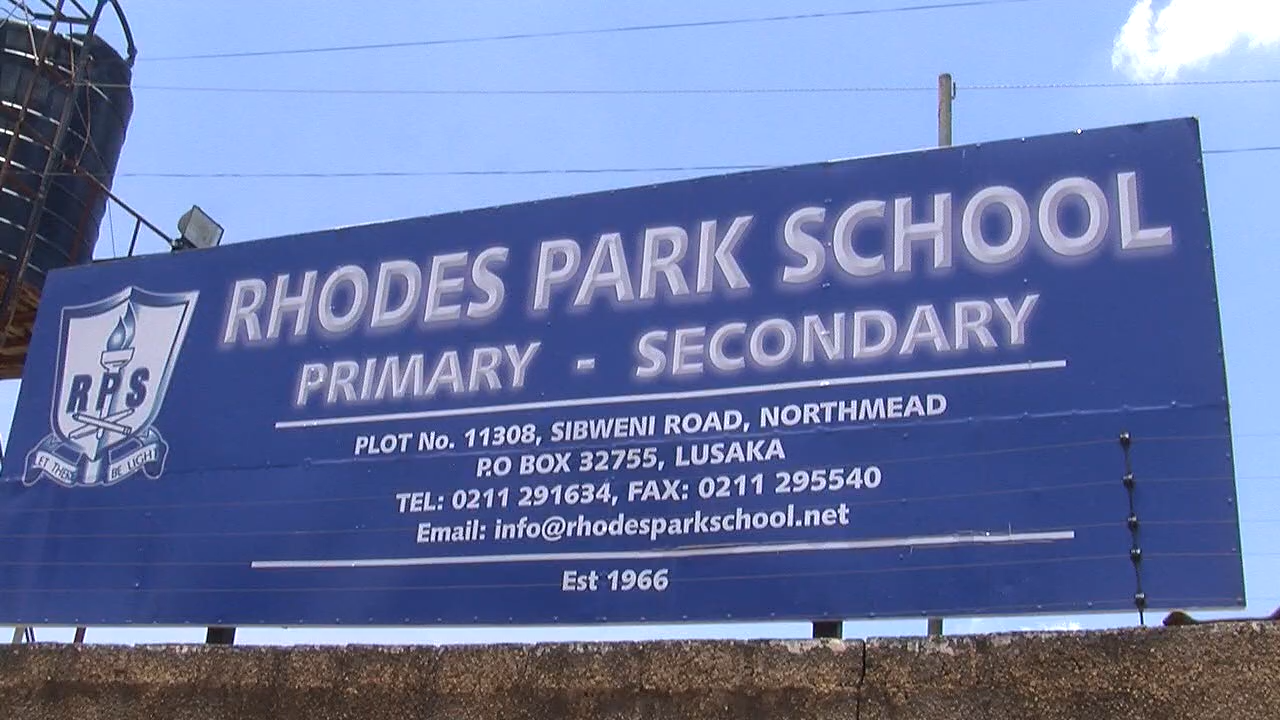 RHODES PARK SCHOOL
PRIMARY - SECONDARY
RPS
ET THERE BE LIGHT
PLOT No. 11308, SIBWENI ROAD, NORTHMEAD
P.O BOX 32755, LUSAKA
TEL: 0211 291634, FAX: 0211 295540
Email: info@rhodesparkschool.net
Est 1966